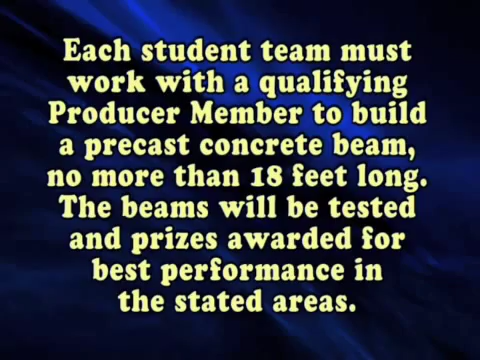 Each student team must
work with a qualifying
Producer Member to build
a precast concrete beam,
no more than 18 feet long.
The beams will be tested
and prizes awarded for
best performance in
the stated areas.